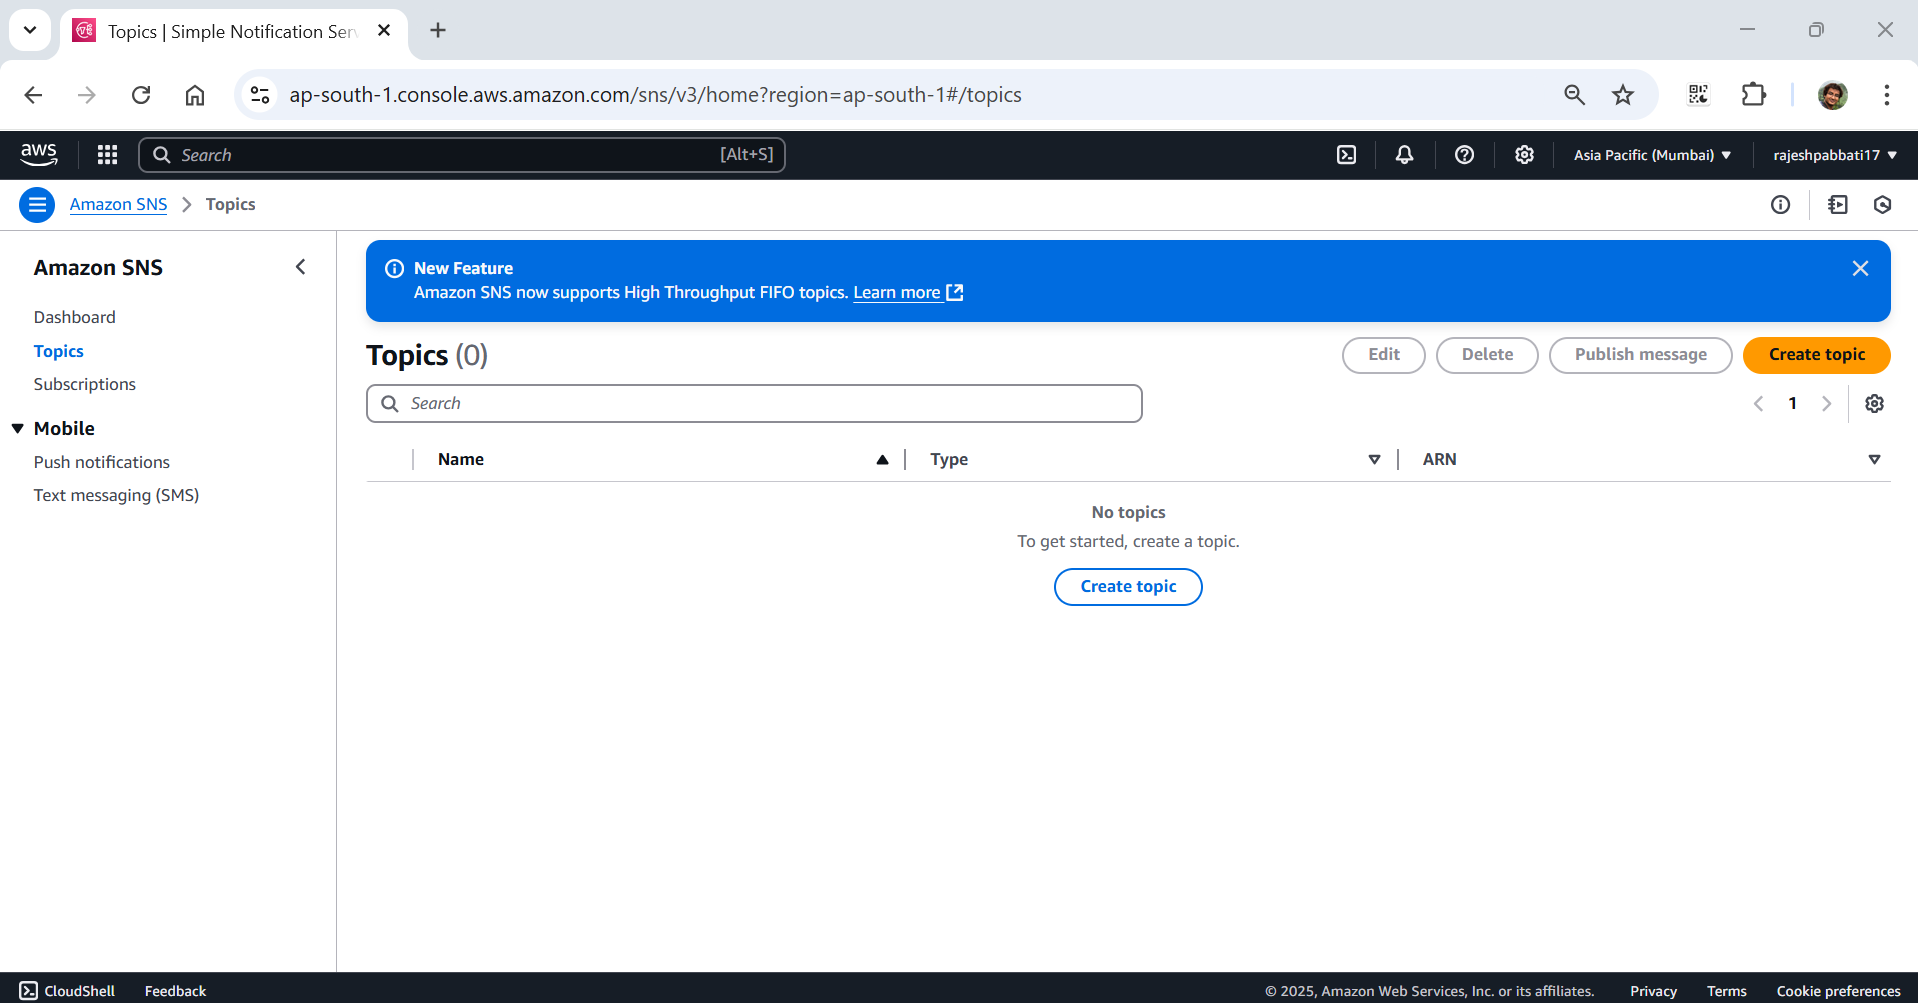 Topics | Simple Notification Ser
ap-south-1.console.aws.amazon.com/sns/v3/home?region=ap-south-1#/topics
aws
Search [Alt+S]
Asia Pacific (Mumbai)
rajeshpabbati17
Amazon SNS > Topics
Amazon SNS
Dashboard
Topics
Subscriptions
Mobile
Push notifications
Text messaging (SMS)
New Feature
Amazon SNS now supports High Throughput FIFO topics. Learn more
Topics (0)
Edit
Delete
Publish message
Create topic
Search
1
Name
Type
ARN
No topics
To get started, create a topic.
Create topic
CloudShell
Feedback
© 2025, Amazon Web Services, Inc. or its affiliates.
Privacy
Terms
Cookie preferences